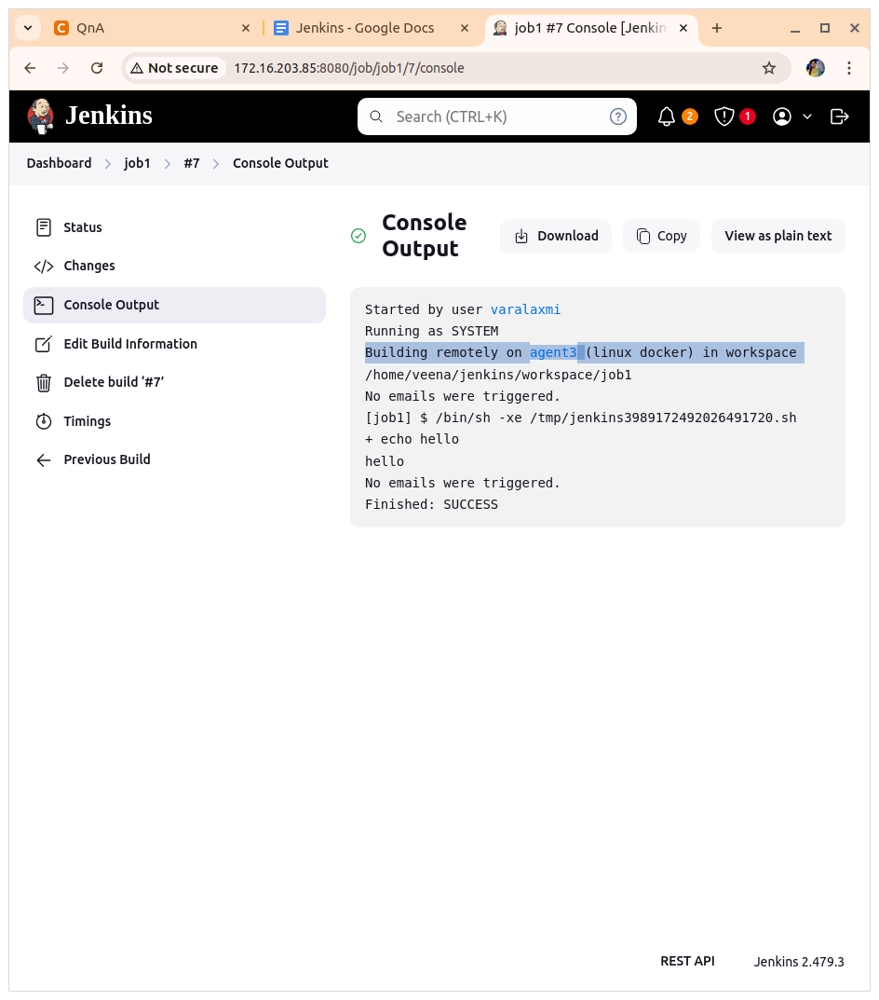 QnA
Jenkins - Google Docs
job1 #7 Console [Jenkin
Not secure 172.16.203.85:8080/job/job1/7/console
Jenkins
Search (CTRL+K)
?
2
1
Dashboard > job1 > #7 > Console Output
Status
Changes
Console Output
Edit Build Information
Delete build ‘#7’
Timings
Previous Build
Console
Output
Download
Copy
View as plain text
Started by user varalaxmi
Running as SYSTEM
Building remotely on agent3 (linux docker) in workspace
/home/veena/jenkins/workspace/job1
No emails were triggered.
[job1] $ /bin/sh -xe /tmp/jenkins3989172492026491720.sh
+ echo hello
hello
No emails were triggered.
Finished: SUCCESS
REST API
Jenkins 2.479.3